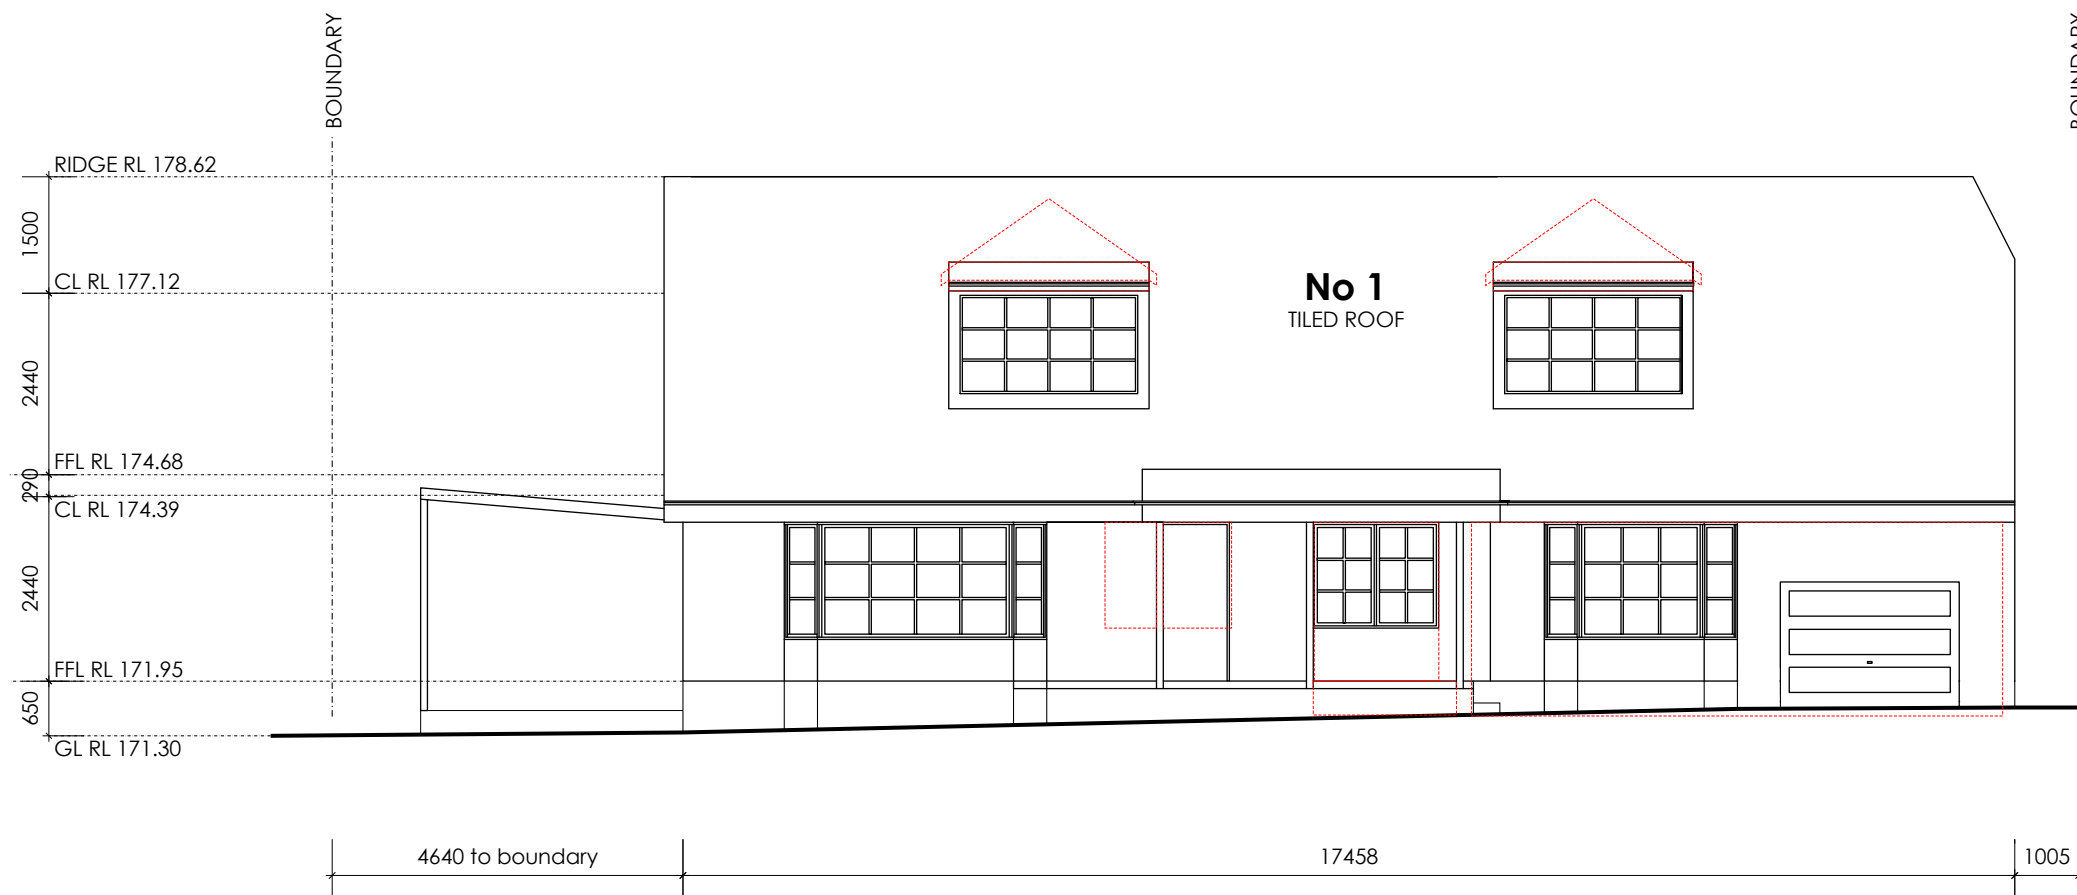 BOUNDARY
BOUNDARY
RIDGE RL 178.62
1500
CL RL 177.12
No 1
TILED ROOF
2440
FFL RL 174.68
290
CL RL 174.39
2440
FFL RL 171.95
650
GL RL 171.30
4640 to boundary
17458
1005